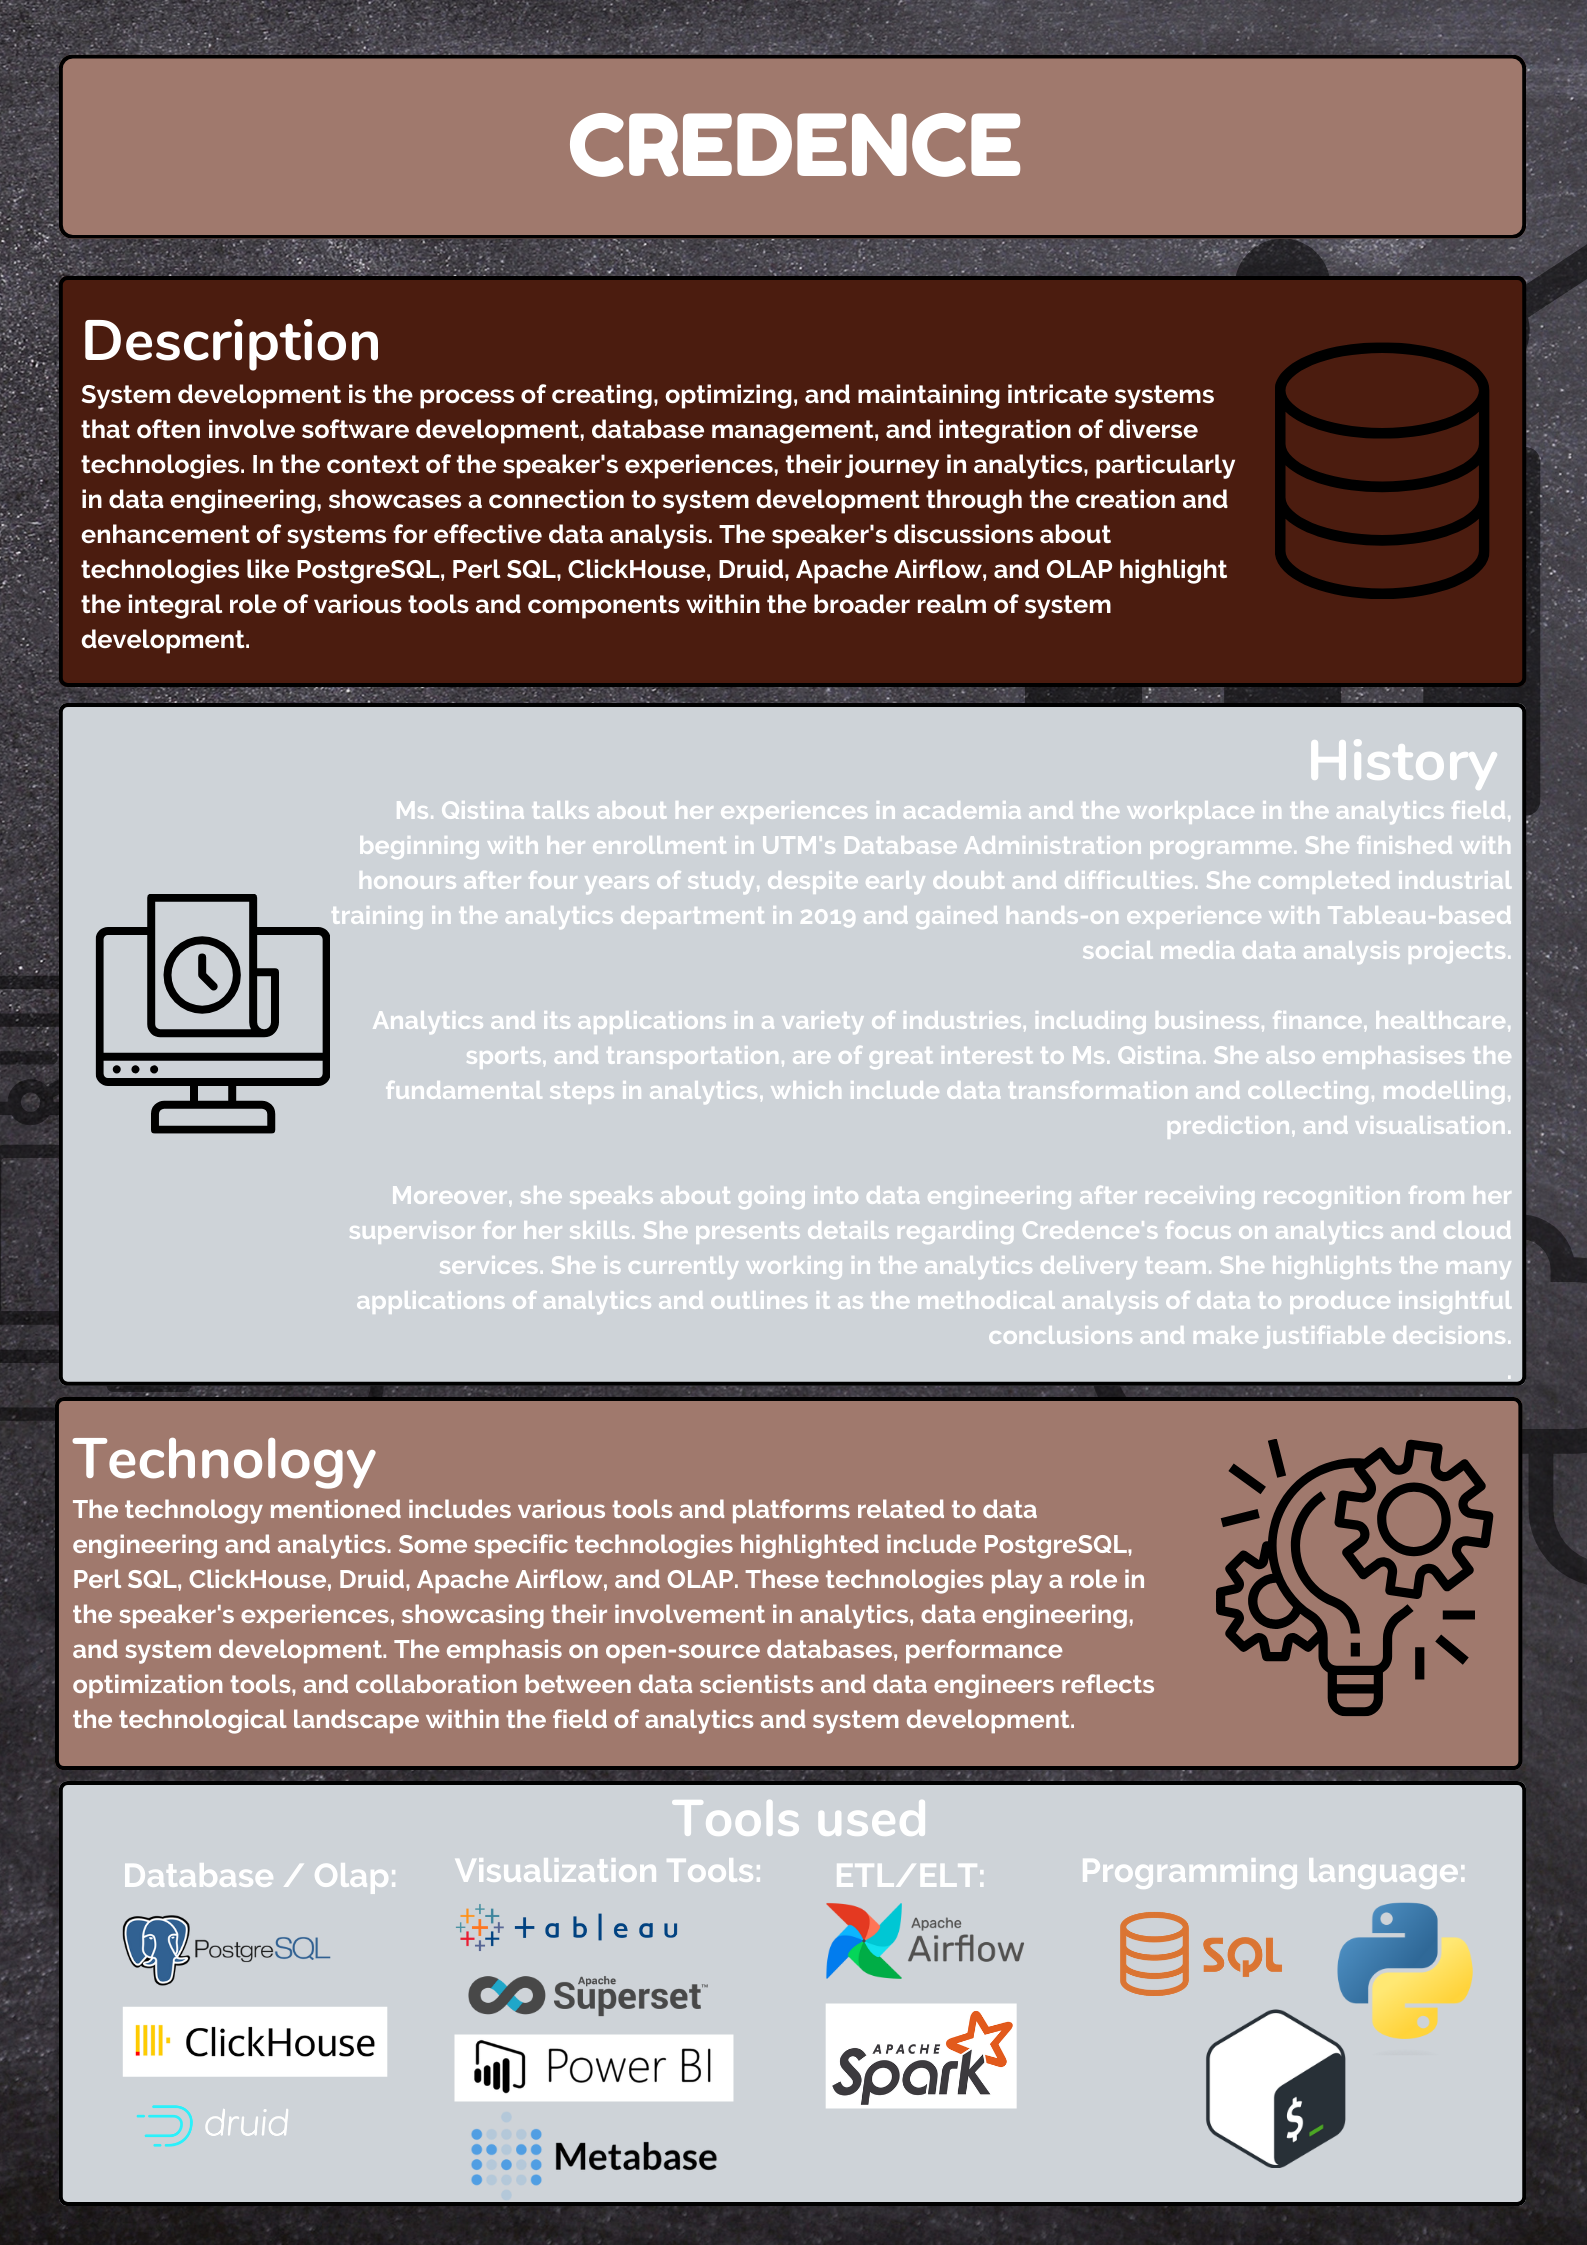 CREDENCE
Description
System development is the process of creating, optimizing, and maintaining intricate systems
that often involve software development, database management, and integration of diverse
technologies. In the context of the speaker's experiences, their journey in analytics, particularly
in data engineering, showcases a connection to system development through the creation and
enhancement of systems for effective data analysis. The speaker's discussions about
technologies like PostgreSQL, Perl SQL, ClickHouse, Druid, Apache Airflow, and OLAP highlight
the integral role of various tools and components within the broader realm of system
development.
History
Ms. Qistina talks about her experiences in academia and the workplace in the analytics field,
beginning with her enrollment in UTM's Database Administration programme. She finished with
honours after four years of study, despite early doubt and difficulties. She completed industrial
training in the analytics department in 2019 and gained hands-on experience with Tableau-based
social media data analysis projects.
Analytics and its applications in a variety of industries, including business, finance, healthcare,
sports, and transportation, are of great interest to Ms. Qistina. She also emphasises the
fundamental steps in analytics, which include data transformation and collecting, modelling,
prediction, and visualisation.
Moreover, she speaks about going into data engineering after receiving recognition from her
supervisor for her skills. She presents details regarding Credence's focus on analytics and cloud
services. She is currently working in the analytics delivery team. She highlights the many
applications of analytics and outlines it as the methodical analysis of data to produce insightful
conclusions and make justifiable decisions.
.
Technology
The technology mentioned includes various tools and platforms related to data
engineering and analytics. Some specific technologies highlighted include PostgreSQL,
Perl SQL, ClickHouse, Druid, Apache Airflow, and OLAP. These technologies play a role in
the speaker's experiences, showcasing their involvement in analytics, data engineering,
and system development. The emphasis on open-source databases, performance
optimization tools, and collaboration between data scientists and data engineers reflects
the technological landscape within the field of analytics and system development.
Tools used
Database / Olap:
PostgreSQL
ClickHouse
druid
Visualization Tools:
+ableau
Apache
Superset™
Power BI
Metabase
ETL/ELT:
Apache
Airflow
APACHE
Spark
Programming language:
SQL
$_